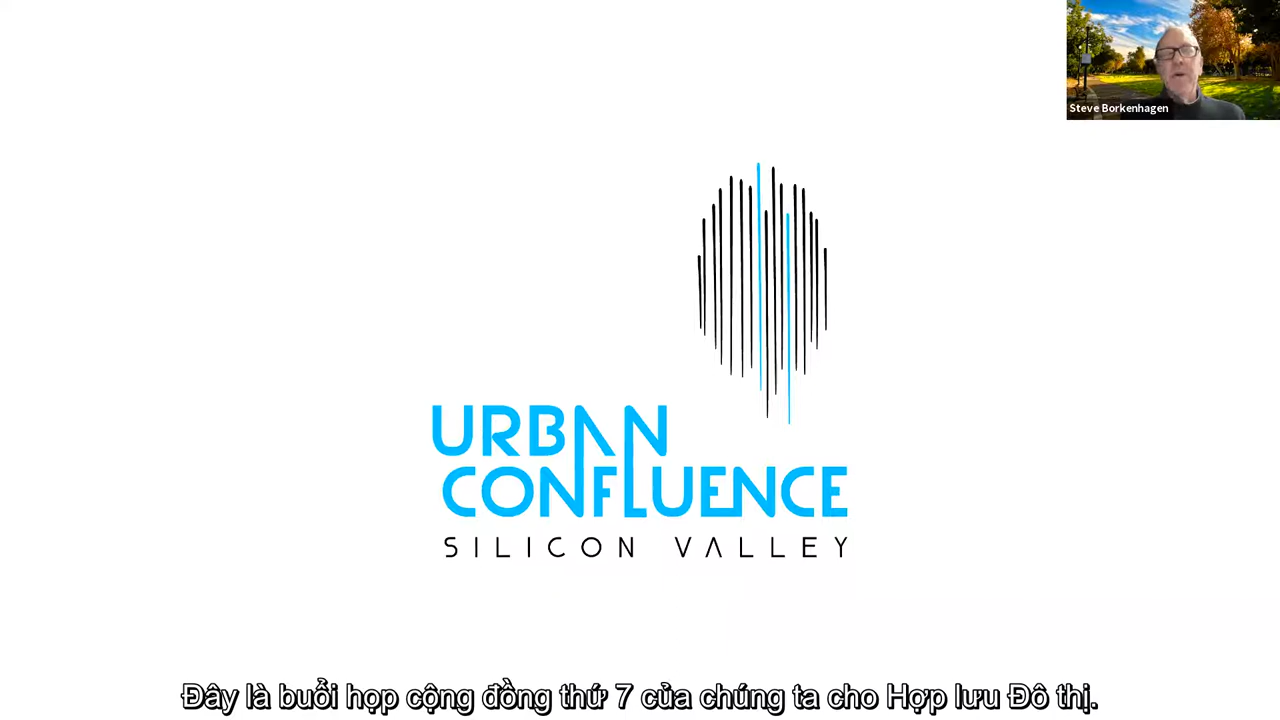 Steve Borkenhagen
URBAN
CONFLUENCE
SILICON VALLEY
Đây là buổi họp cộng đồng thứ 7 của chúng ta cho Hợp lưu Đô thị.